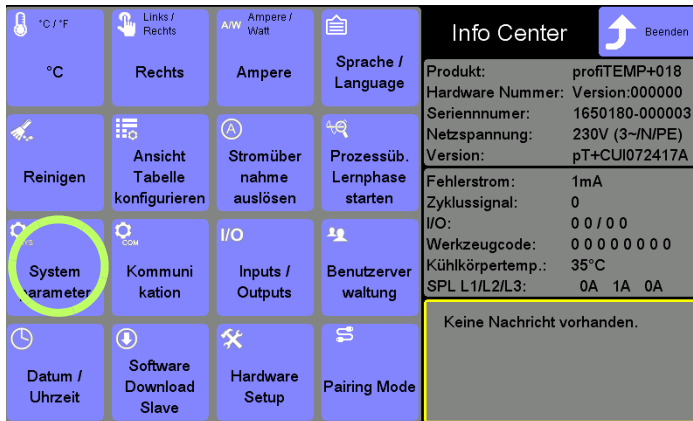 °C / °F
Links /
Rechts
A/W Ampere /
Watt
°C
Rechts
Ampere
Sprache /
Language
Reinigen
Ansicht
Tabelle
konfigurieren
A
Stromüber
nahme
auslösen
Prozessüb.
Lernphase
starten
SYS
System
parameter
COM
Kommuni
kation
I/O
Inputs /
Outputs
Benutzerver
waltung
Datum /
Uhrzeit
Software
Download
Slave
Hardware
Setup
Pairing Mode
Info Center
Beenden
Produkt: profiTEMP+018
Hardware Nummer: Version:000000
Seriennnumer: 1650180-000003
Netzspannung: 230V (3~/N/PE)
Version: pT+CUI072417A
Fehlerstrom: 1mA
Zyklussignal: 0
I/O: 0 0 / 0 0
Werkzeugcode: 0 0 0 0 0 0 0 0
Kühlkörpertemp.: 35°C
SPL L1/L2/L3: 0A 1A 0A
Keine Nachricht vorhanden.